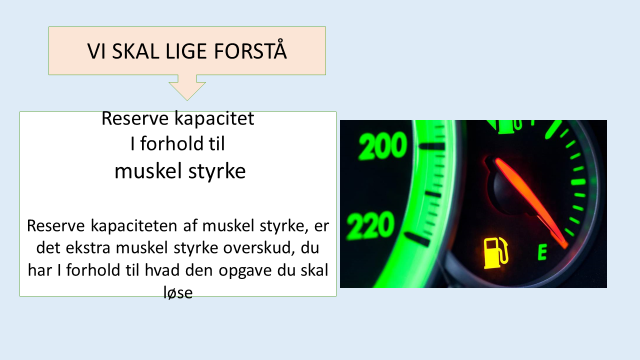 VI SKAL LIGE FORSTÅ
Reserve kapacitet
I forhold til
muskel styrke
Reserve kapaciteten af muskel styrke, er
det ekstra muskel styrke overskud, du
har I forhold til hvad den opgave du skal
løse
200
220
E